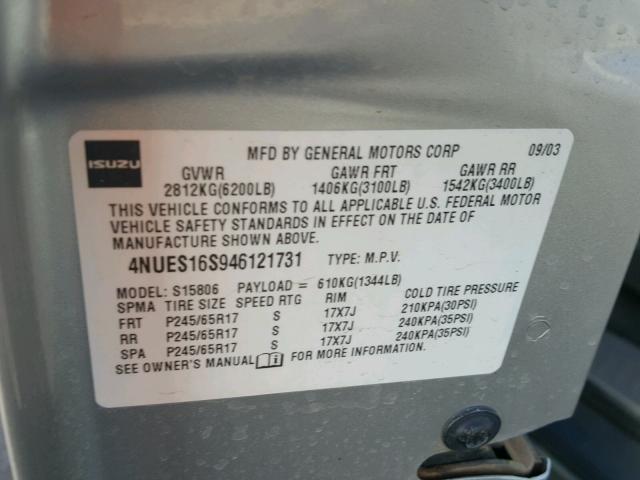 ISUZU
MFD BY GENERAL MOTORS CORP 09/03
GVWR GAWR FRT GAWR RR
2812KG(6200LB) 1406KG(3100LB) 1542KG(3400LB)
THIS VEHICLE CONFORMS TO ALL APPLICABLE U.S. FEDERAL MOTOR
VEHICLE SAFETY STANDARDS IN EFFECT ON THE DATE OF
MANUFACTURE SHOWN ABOVE.
4NUES16S946121731 TYPE: M.P.V.
MODEL: S15806 PAYLOAD = 610KG(1344LB)
SPMA TIRE SIZE SPEED RTG RIM COLD TIRE PRESSURE
FRT P245/65R17 S 17X7J 210KPA(30PSI)
RR P245/65R17 S 17X7J 240KPA(35PSI)
SPA P245/65R17 S 17X7J 240KPA(35PSI)
SEE OWNER'S MANUAL i FOR MORE INFORMATION.